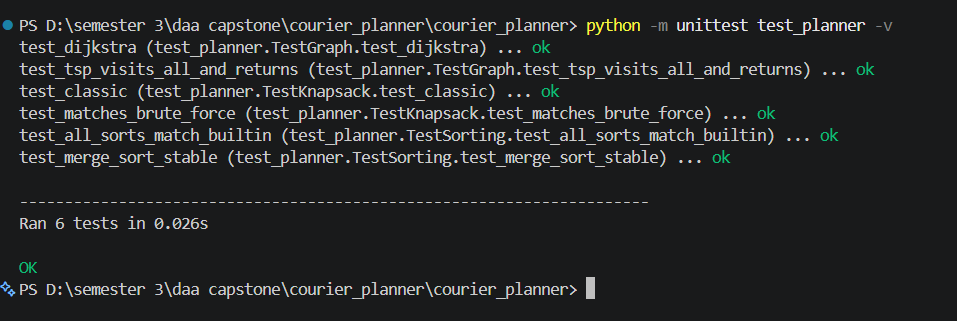 PS D:\semester 3\daa capstone\courier_planner\courier_planner> python -m unittest test_planner -v
test_dijkstra (test_planner.TestGraph.test_dijkstra) ... ok
test_tsp_visits_all_and_returns (test_planner.TestGraph.test_tsp_visits_all_and_returns) ... ok
test_classic (test_planner.TestKnapsack.test_classic) ... ok
test_matches_brute_force (test_planner.TestKnapsack.test_matches_brute_force) ... ok
test_all_sorts_match_builtin (test_planner.TestSorting.test_all_sorts_match_builtin) ... ok
test_merge_sort_stable (test_planner.TestSorting.test_merge_sort_stable) ... ok
----------------------------------------------------------------------
Ran 6 tests in 0.026s
OK
PS D:\semester 3\daa capstone\courier_planner\courier_planner>